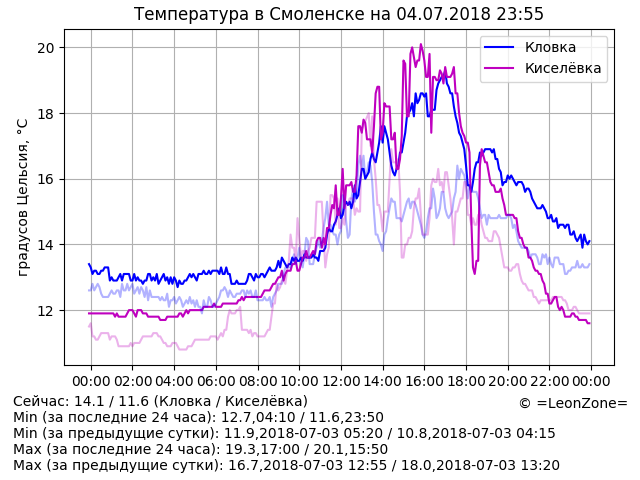 Температура в Смоленске на 04.07.2018 23:55
Кловка
Киселёвка
градусов Цельсия, °C
20
18
16
14
12
00:00 02:00 04:00 06:00 08:00 10:00 12:00 14:00 16:00 18:00 20:00 22:00 00:00
Сейчас: 14.1 / 11.6 (Кловка / Киселёвка)
© =LeonZone=
Min (за последние 24 часа): 12.7,04:10 / 11.6,23:50
Min (за предыдущие сутки): 11.9,2018-07-03 05:20 / 10.8,2018-07-03 04:15
Max (за последние 24 часа): 19.3,17:00 / 20.1,15:50
Max (за предыдущие сутки): 16.7,2018-07-03 12:55 / 18.0,2018-07-03 13:20